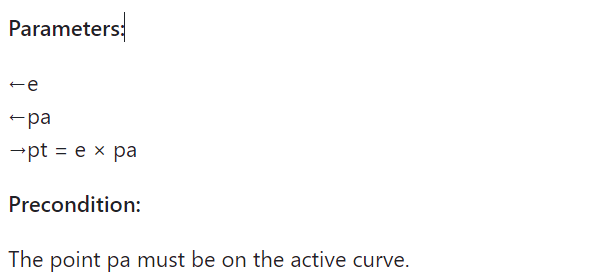 Parameters:
←e
←pa
→pt = e × pa
Precondition:
The point pa must be on the active curve.